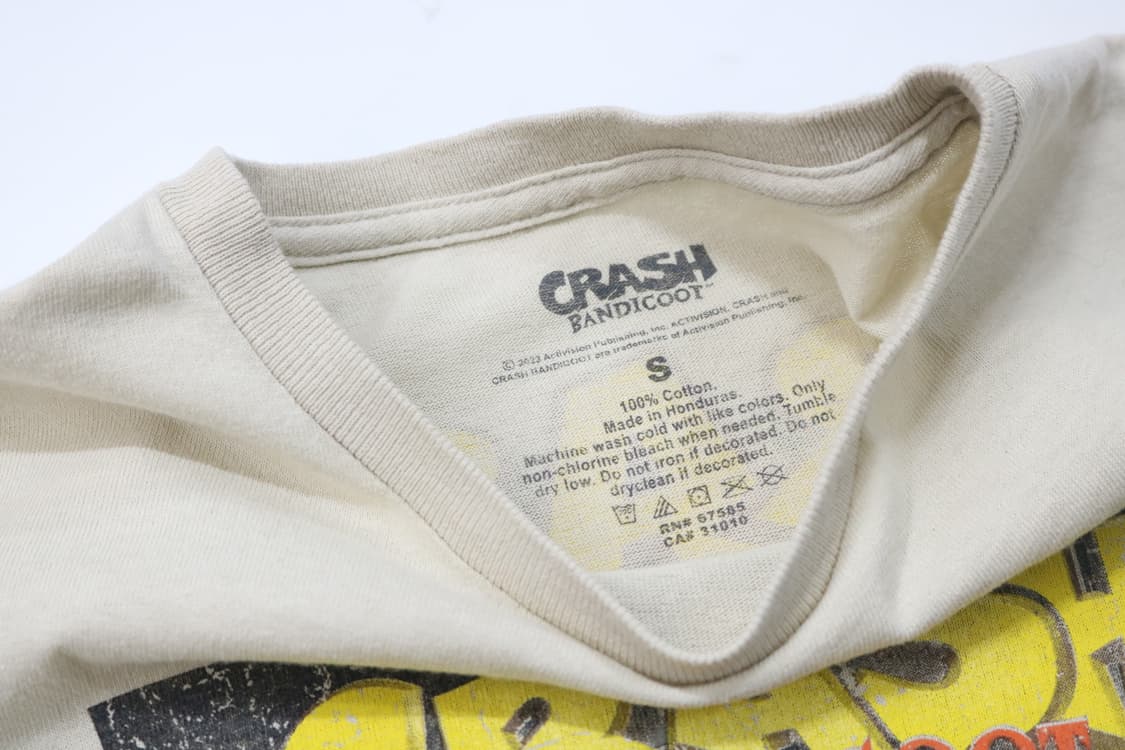 CRASH
BANDICOOT™
© 2023 Activision Publishing, Inc. ACTIVISION, CRASH and
CRASH BANDICOOT are trademarks of Activision Publishing, Inc.
S
100% Cotton.
Made in Honduras.
Machine wash cold with like colors. Only
non-chlorine bleach when needed. Tumble
dry low. Do not iron if decorated. Do not
dryclean if decorated.
RN# 67585
CA# 31010